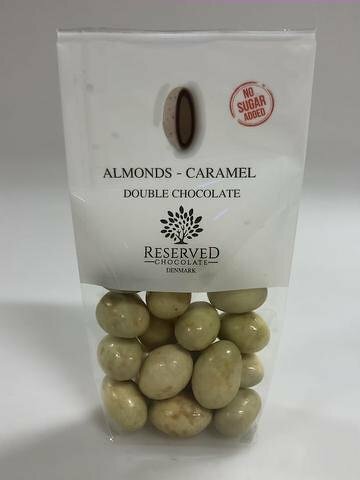 NO
SUGAR
ADDED
ALMONDS - CARAMEL
DOUBLE CHOCOLATE
RESERVED
CHOCOLATE
DENMARK